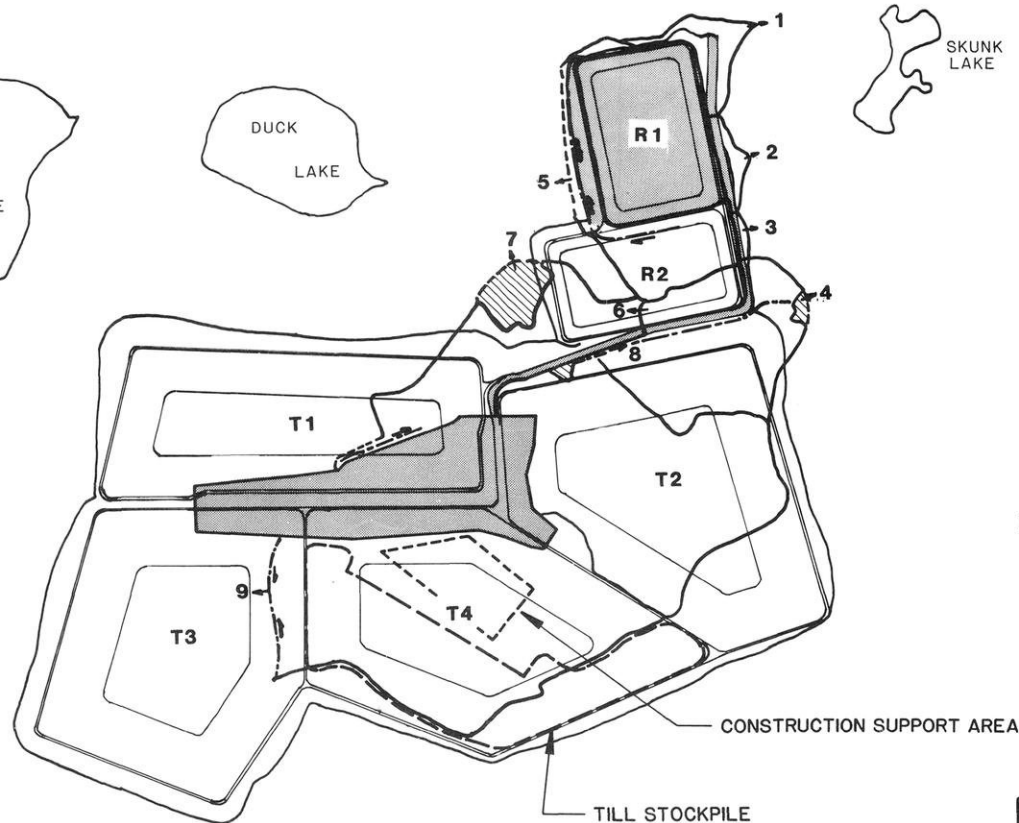 1
SKUNK
LAKE
DUCK
LAKE
R1
2
5
E
3
7
R2
4
6
8
T1
T2
9
T4
T3
CONSTRUCTION SUPPORT AREA
TILL STOCKPILE